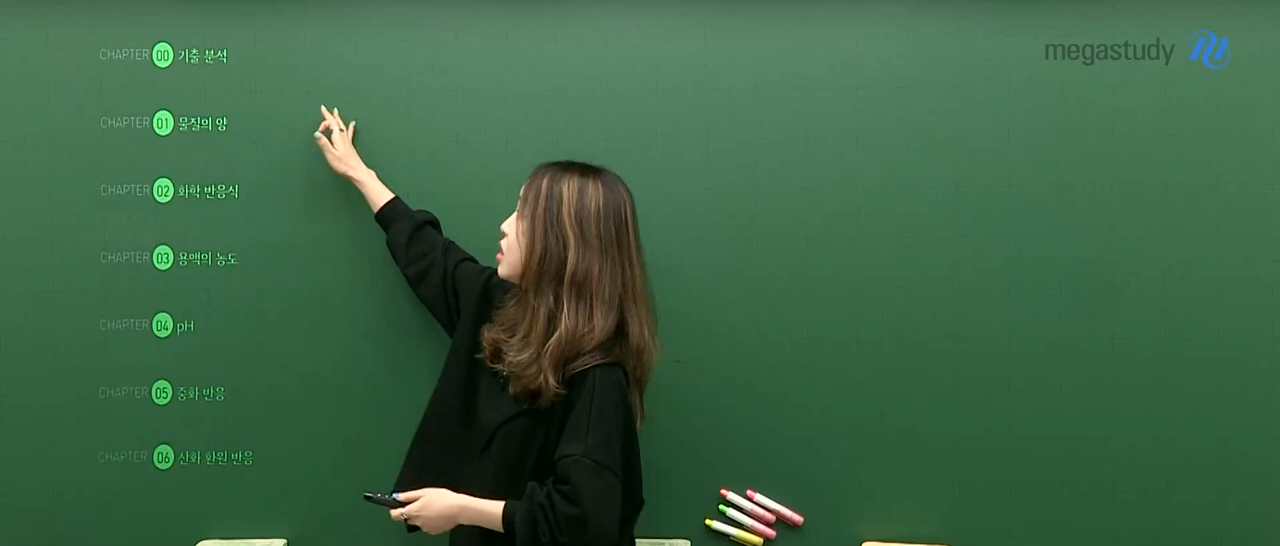 CHAPTER 00 기출 분석
megastudy
CHAPTER 01 물질의 양
CHAPTER 02 화학 반응식
CHAPTER 03 용액의 농도
CHAPTER 04 pH
CHAPTER 05 중화 반응
CHAPTER 06 산화 환원 반응